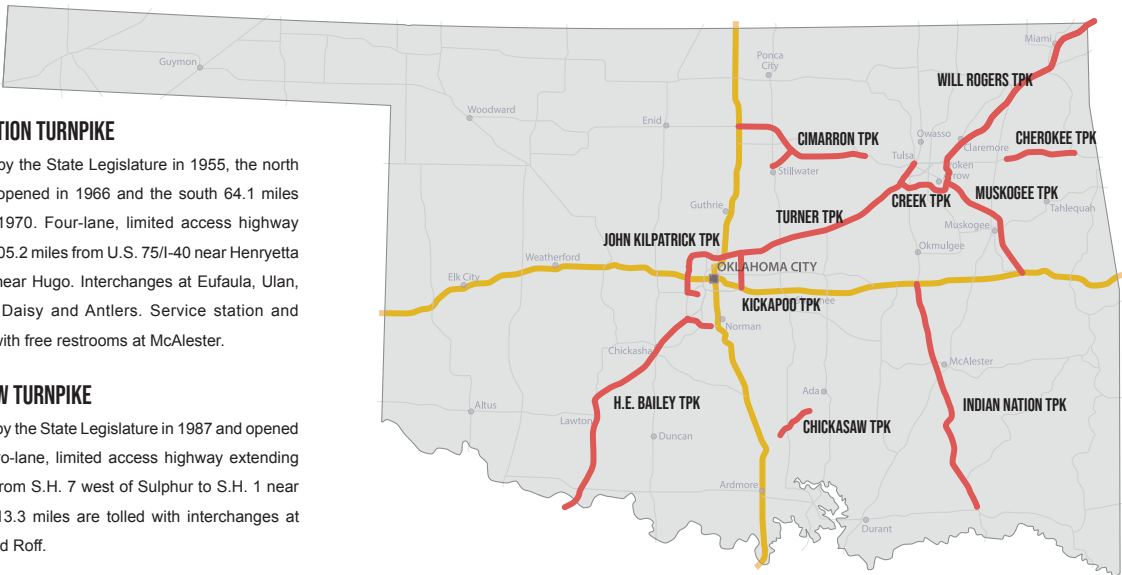 TION TURNPIKE
by the State Legislature in 1955, the north
opened in 1966 and the south 64.1 miles
1970. Four-lane, limited access highway
05.2 miles from U.S. 75/I-40 near Henryetta
near Hugo. Interchanges at Eufaula, Ulan,
Daisy and Antlers. Service station and
with free restrooms at McAlester.
W TURNPIKE
by the State Legislature in 1987 and opened
o-lane, limited access highway extending
from S.H. 7 west of Sulphur to S.H. 1 near
13.3 miles are tolled with interchanges at
d Roff.
Guymon
Woodward
Enid
Ponca
City
Miami
WILL ROGERS TPK
CIMARRON TPK
Owasso
Claremore
CHEROKEE TPK
Tulsa
oken
row
Stillwater
CREEK TPK
MUSKOGEE TPK
Tahlequah
Guthrie
TURNER TPK
Muskogee
JOHN KILPATRICK TPK
Okmulgee
Weatherford
OKLAHOMA CITY
Elk City
KICKAPOO TPK
nee
Norman
Chickasha
McAlester
Altus
Lawton
H.E. BAILEY TPK
Ada
INDIAN NATION TPK
CHICKASAW TPK
Duncan
Ardmore
Durant